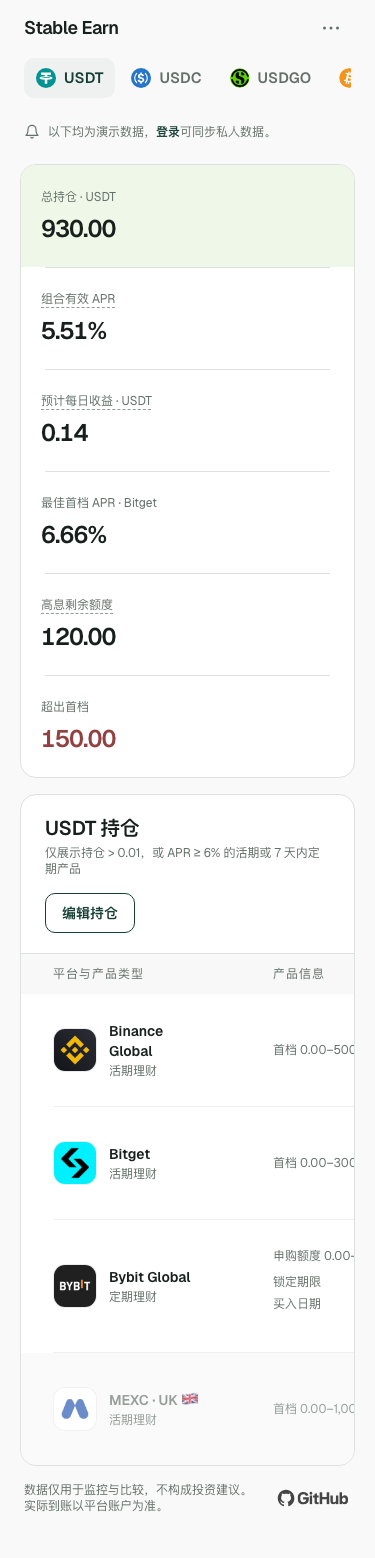 Stable Earn
USDT USDC USDGO
以下均为演示数据，登录可同步私人数据。
总持仓 · USDT
930.00
组合有效 APR
5.51%
预计每日收益 · USDT
0.14
最佳首档 APR · Bitget
6.66%
高息剩余额度
120.00
超出首档
150.00
USDT 持仓
仅展示持仓 > 0.01，或 APR ≥ 6% 的活期或 7 天内定
期产品
编辑持仓
平台与产品类型 产品信息
Binance
Global
活期理财
首档 0.00–500
Bitget
活期理财
首档 0.00–300
BYBIT
Bybit Global
定期理财
申购额度 0.00–
锁定期限
买入日期
MEXC · UK 🇬🇧
活期理财
首档 0.00–1,00
数据仅用于监控与比较，不构成投资建议。
实际到账以平台账户为准。
GitHub